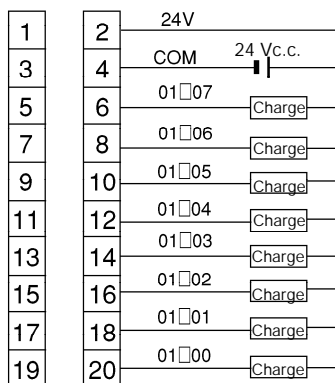 24V
1 2
24 Vc.c.
COM
3 4
01□07
5 6 Charge
01□06
7 8 Charge
01□05
9 10 Charge
01□04
11 12 Charge
01□03
13 14 Charge
01□02
15 16 Charge
01□01
17 18 Charge
01□00
19 20 Charge